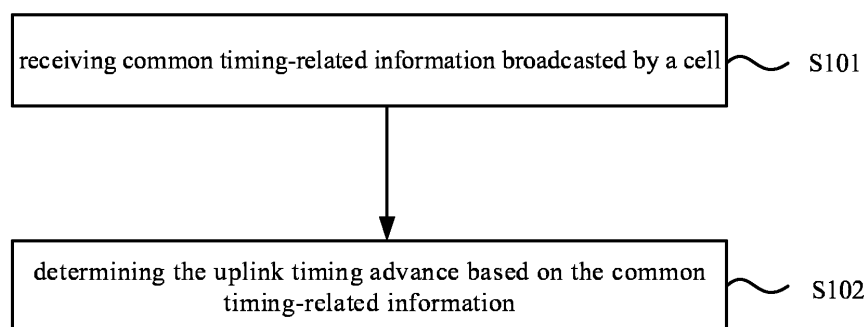 receiving common timing-related information broadcasted by a cell
S101
determining the uplink timing advance based on the common
timing-related information
S102